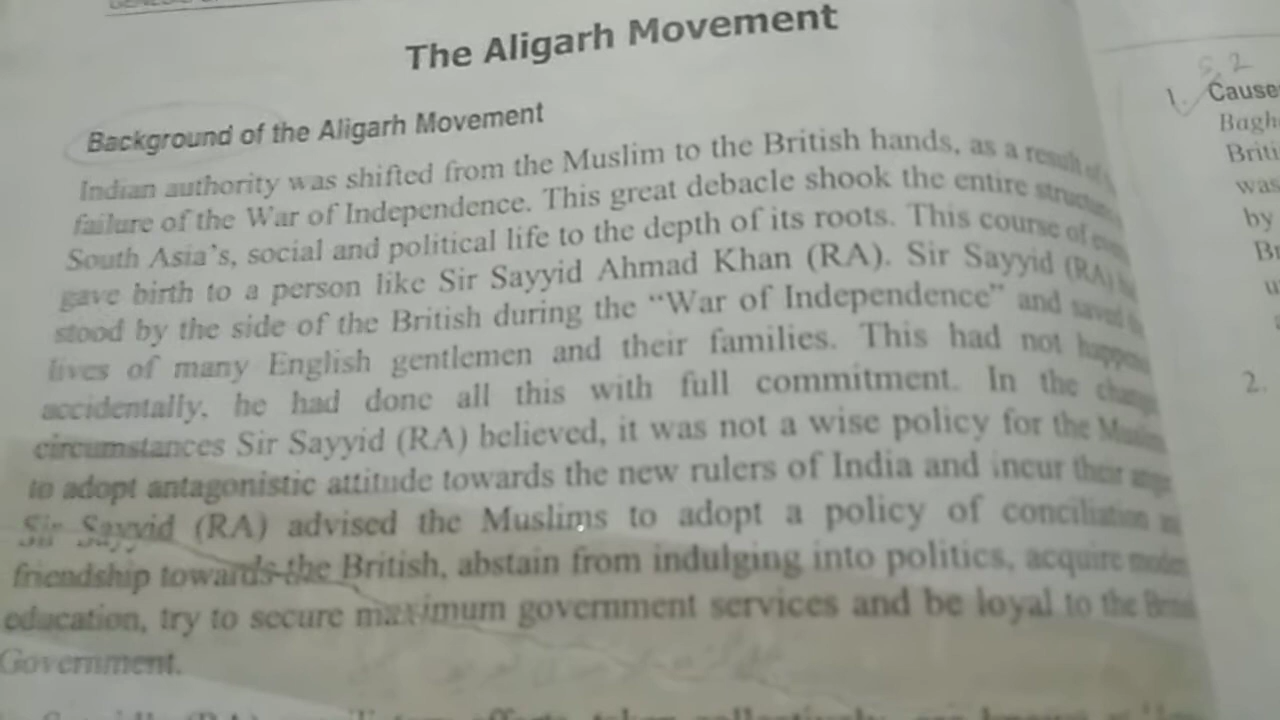 The Aligarh Movement
Background of the Aligarh Movement
Indian authority was shifted from the Muslim to the British hands, as a result of
failure of the War of Independence. This great debacle shook the entire
South Asia's, social and political life to the depth of its roots. This course of
gave birth to a person like Sir Sayyid Ahmad Khan (RA). Sir Sayyid (RA)
stood by the side of the British during the "War of Independence" and saved
lives of many English gentlemen and their families. This had not
accidentally, he had done all this with full commitment. In the
circumstances Sir Sayyid (RA) believed, it was not a wise policy for the
to adopt antagonistic attitude towards the new rulers of India and incur their
Sir Sayyid (RA) advised the Muslims to adopt a policy of conciliation
friendship towards the British, abstain from indulging into politics, acquire
education, try to secure maximum government services and be loyal to the
Government.
S, 2
1. Cause
Bagh
Briti
was
by
2.